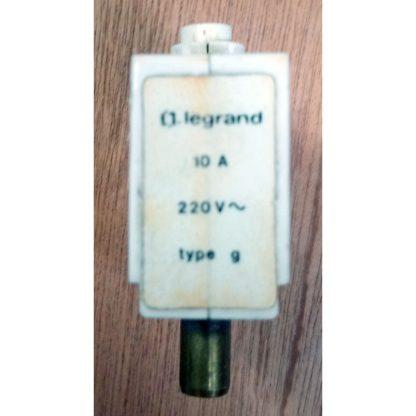 legrand
10 A
220V~
type g